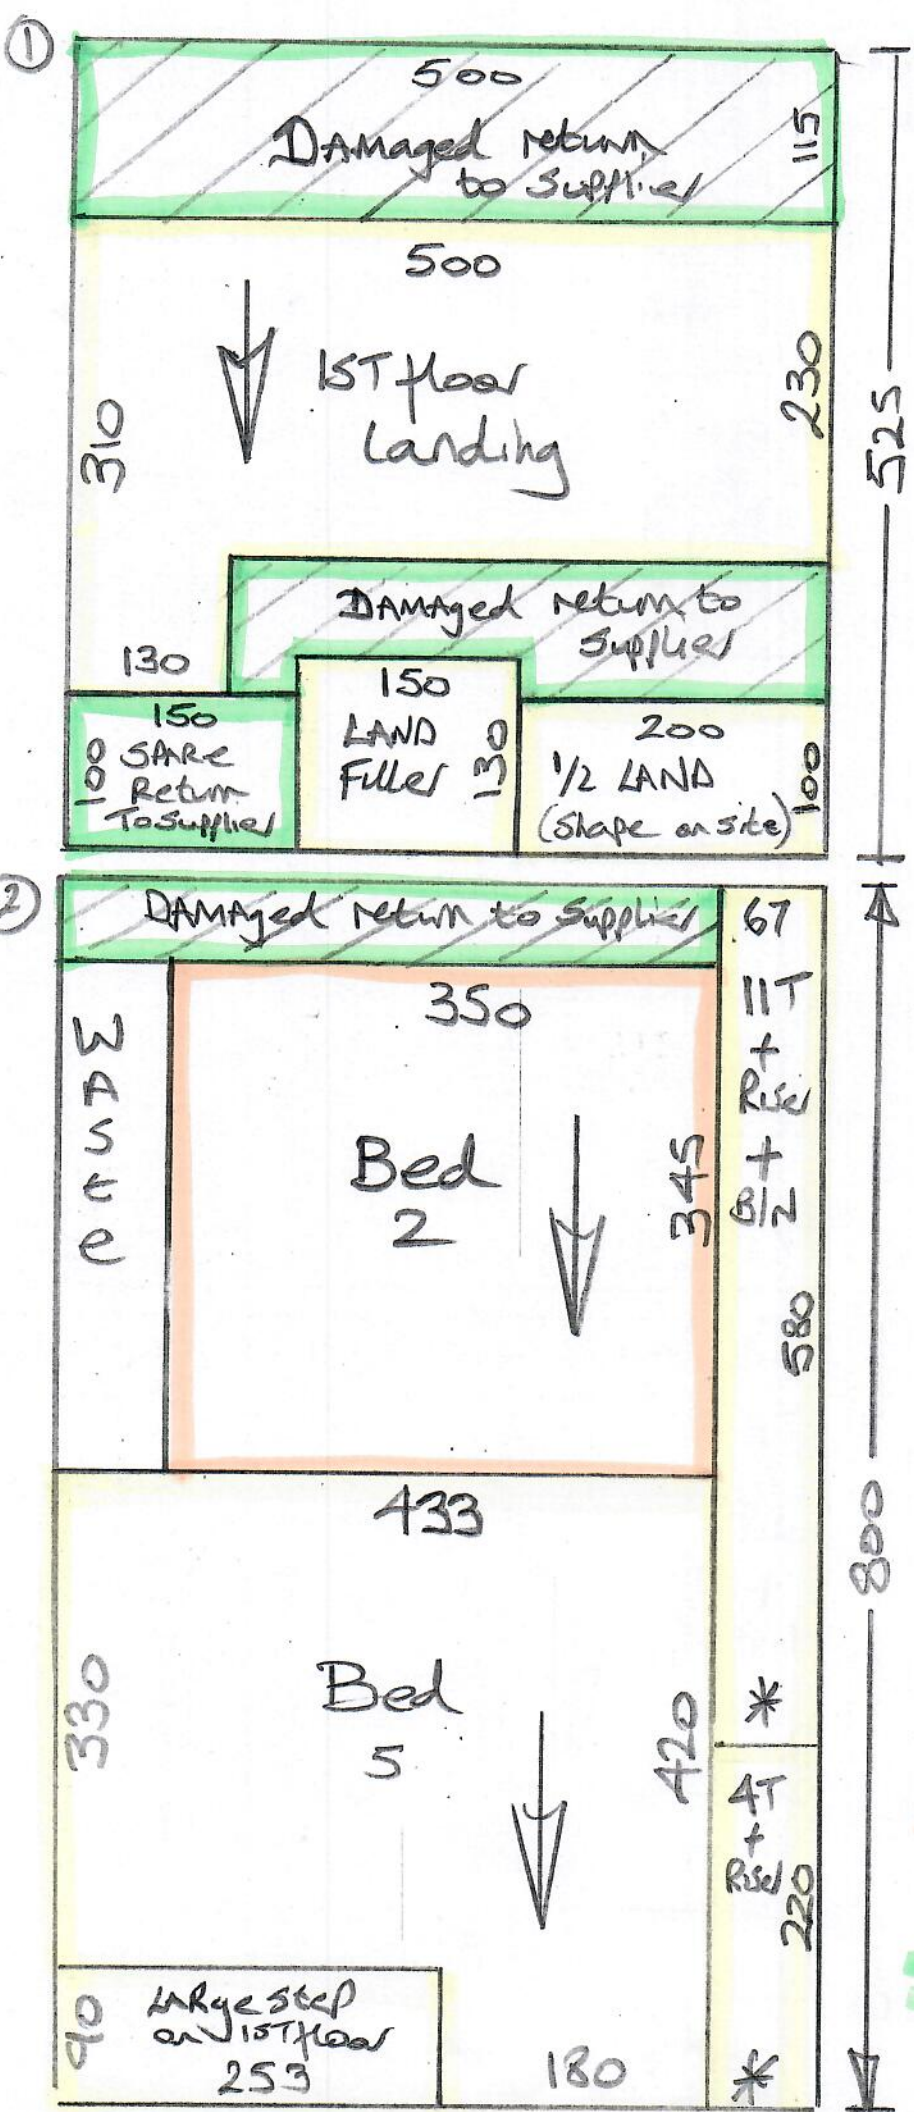 1
500
DAMaged return
to Supplier
115
500
1ST floor
Landing
310
230
525
DAMAged return to
Supplier
130
150
SPARe
Return
To Supplier
100
150
LAND
Filler
130
200
1/2 LAND
(Shape on site)
100
2
DAMAged return to Supplier
67
11T
+
Riser
+
B/2
580
*
Waste
350
Bed
2
345
800
433
Bed
5
330
420
4T
+
Riser
220
*
90
LARge step
on 1ST floor
253
180